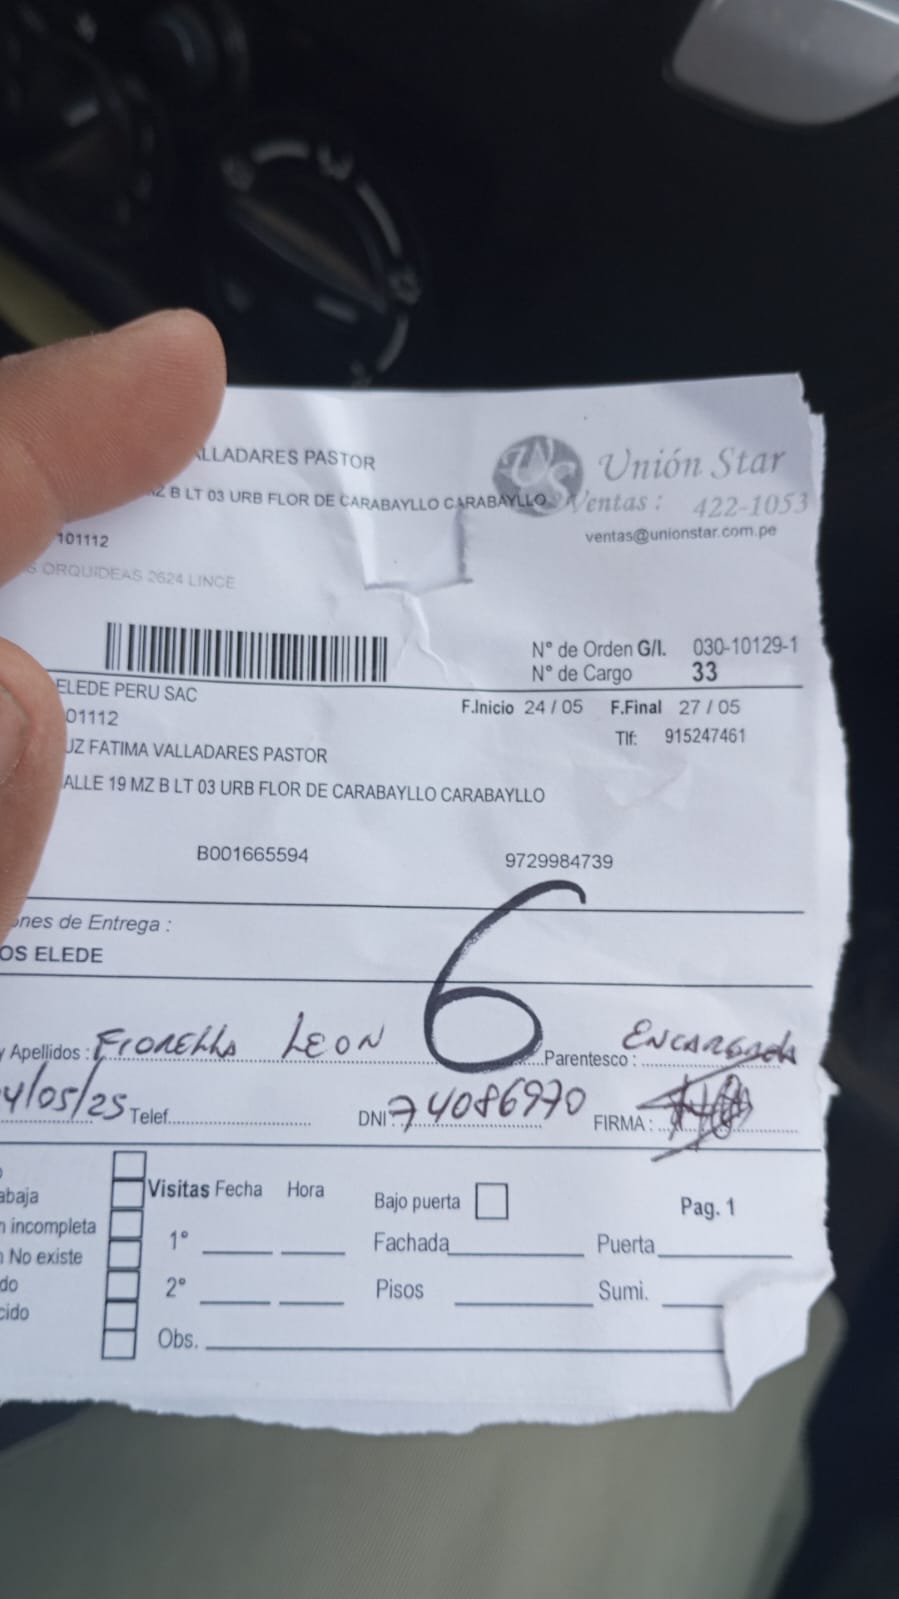 VALLADARES PASTOR
MZ B LT 03 URB FLOR DE CARABAYLLO CARABAYLLO
Unión Star
Ventas : 422-1053
ventas@unionstar.com.pe
101112
S ORQUIDEAS 2624 LINCE
N° de Orden G/I. 030-10129-1
N° de Cargo 33
ELEDE PERU SAC
F.Inicio 24 / 05 F.Final 27 / 05
01112
Tlf: 915247461
UZ FATIMA VALLADARES PASTOR
ALLE 19 MZ B LT 03 URB FLOR DE CARABAYLLO CARABAYLLO
B001665594 9729984739
ones de Entrega :
OS ELEDE
6
y Apellidos : FIORELLA LEON Parentesco : ENCARGADA
4/05/25 Telef. DNI : 74086970 FIRMA :
abaja
n incompleta
n No existe
do
cido
Visitas Fecha Hora
1°
2°
Obs.
Bajo puerta
Fachada Puerta
Pisos Sumi.
Pag. 1